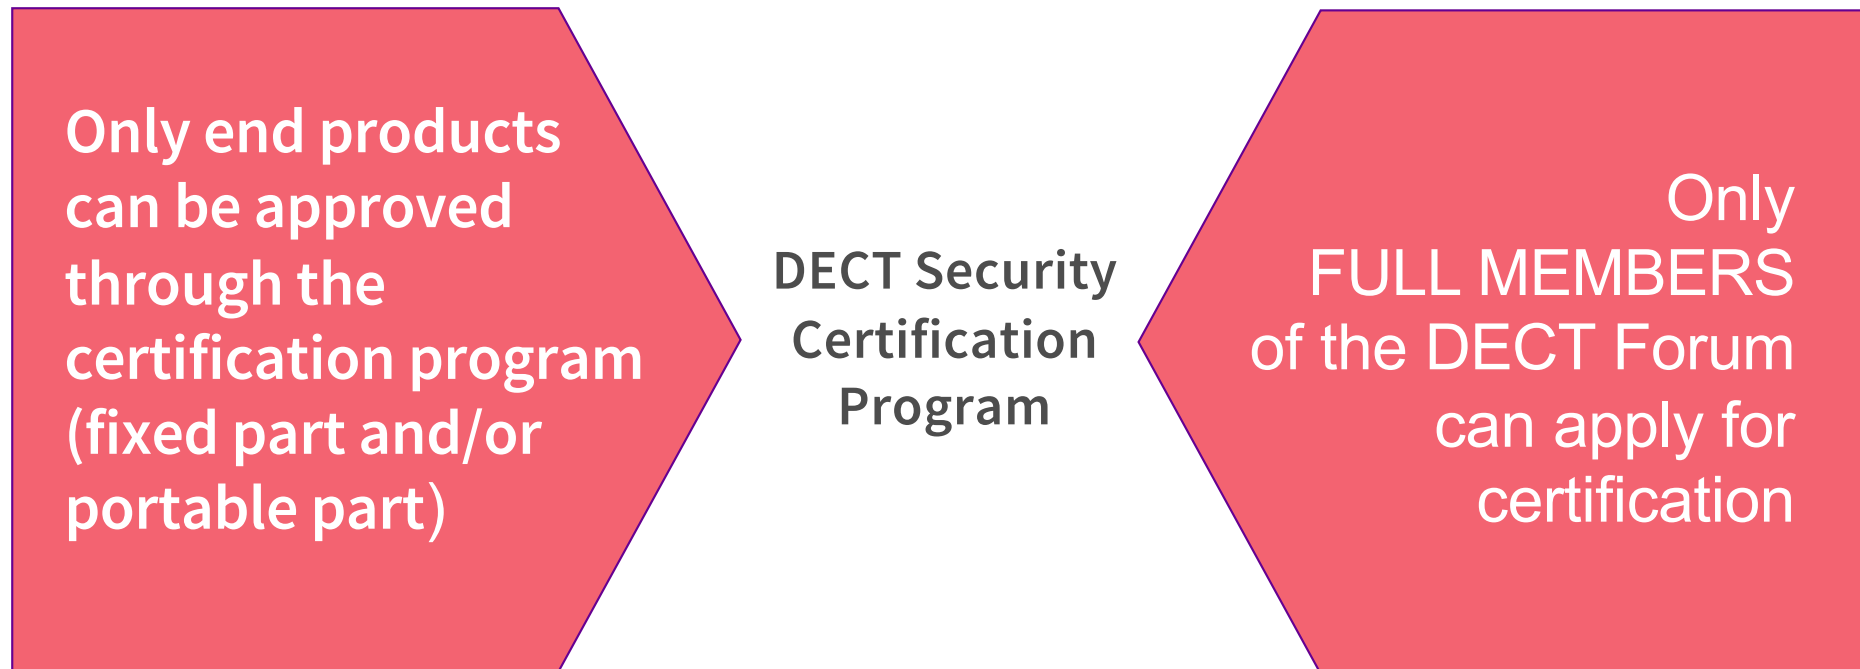 Only end products
can be approved
through the
certification program
(fixed part and/or
portable part)
DECT Security
Certification
Program
Only
FULL MEMBERS
of the DECT Forum
can apply for
certification